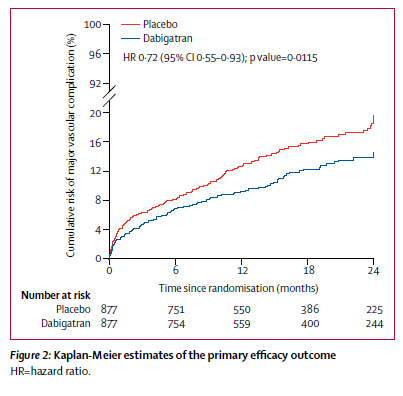 Placebo
Dabigatran
HR 0·72 (95% CI 0·55–0·93); p value=0·0115
Cumulative risk of major vascular complication (%)
100
96
92
20
16
12
8
4
0
0 6 12 18 24
Time since randomisation (months)
Number at risk
Placebo 877 751 550 386 225
Dabigatran 877 754 559 400 244
Figure 2: Kaplan-Meier estimates of the primary efficacy outcome
HR=hazard ratio.